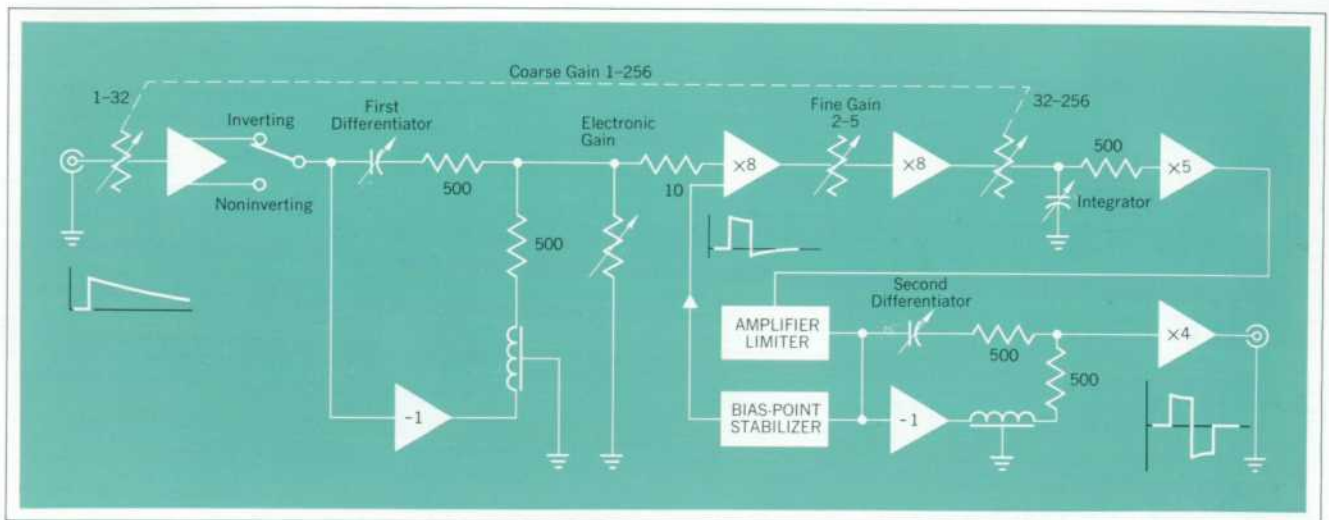 Coarse Gain 1–256
1–32
32–256
Inverting
First
Differentiator
Electronic
Gain
Fine Gain
2–5
Noninverting
500
10
×8
×8
500
×5
Integrator
500
Second
Differentiator
AMPLIFIER
LIMITER
500
×4
500
-1
BIAS-POINT
STABILIZER
-1